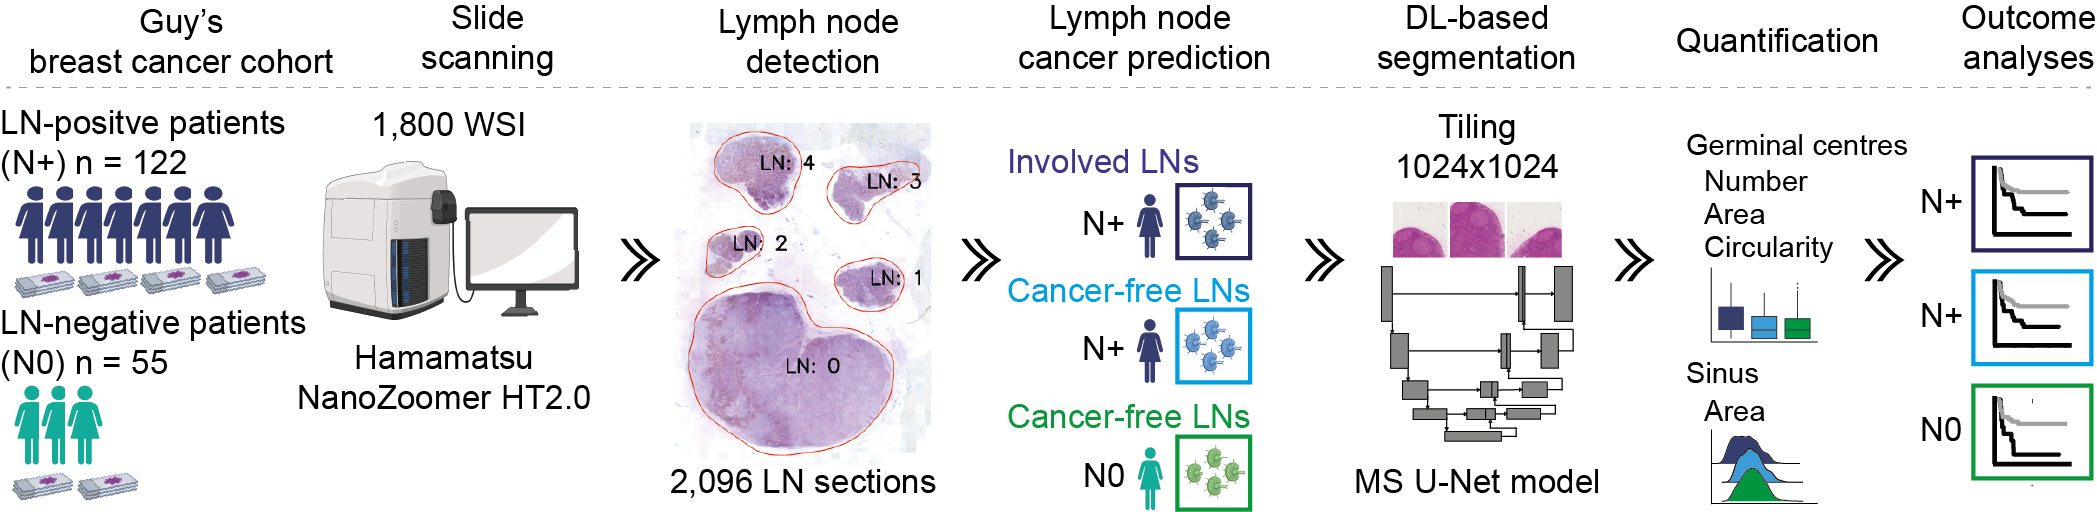 Guy’s
breast cancer cohort
Slide
scanning
Lymph node
detection
Lymph node
cancer prediction
DL-based
segmentation
Quantification
Outcome
analyses
LN-positve patients
(N+) n = 122
LN-negative patients
(N0) n = 55
1,800 WSI
Hamamatsu
NanoZoomer HT2.0
LN: 4
LN: 3
LN: 2
LN: 1
LN: 0
2,096 LN sections
Involved LNs
N+
Cancer-free LNs
N+
Cancer-free LNs
N0
Tiling
1024x1024
MS U-Net model
Germinal centres
Number
Area
Circularity
Sinus
Area
N+
N+
N0